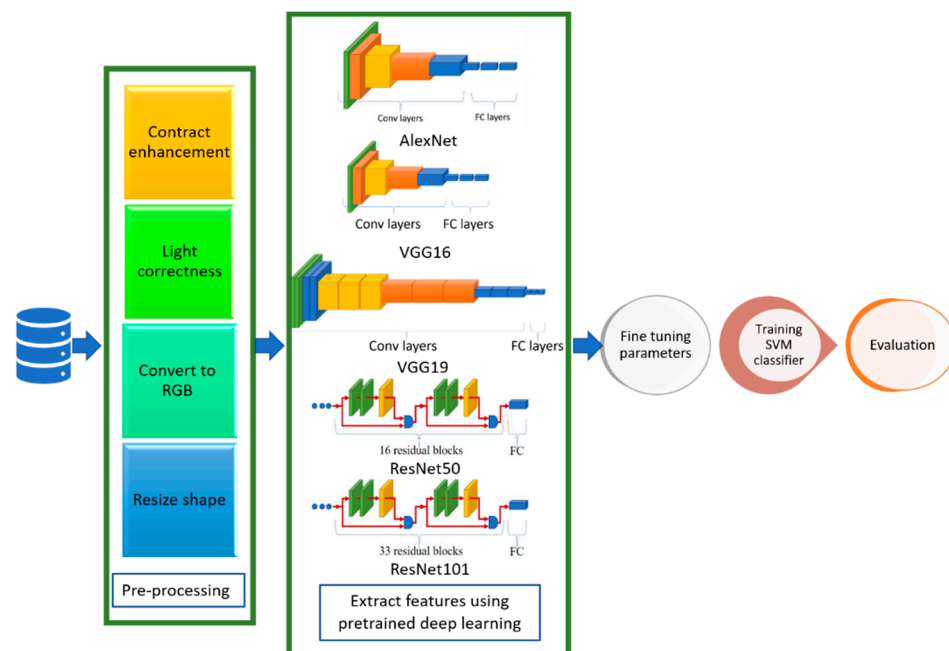 Contract
enhancement
Light
correctness
Convert to
RGB
Resize shape
Pre-processing
Conv layers
FC layers
AlexNet
Conv layers
FC layers
VGG16
Conv layers
FC layers
VGG19
16 residual blocks
FC
ResNet50
33 residual blocks
FC
ResNet101
Extract features using
pretrained deep learning
Fine tuning
parameters
Training
SVM
classifier
Evaluation